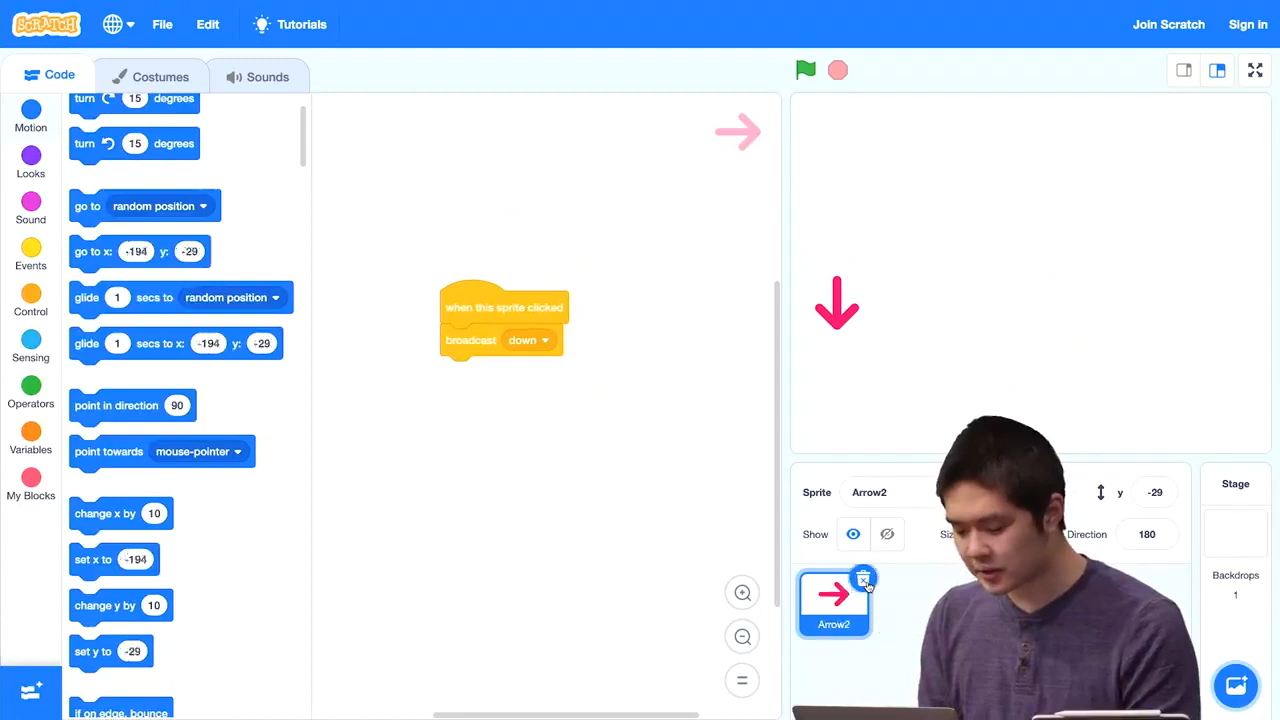 SCRATCH
File
Edit
Tutorials
Join Scratch
Sign in
Code
Costumes
Sounds
Motion
Looks
Sound
Events
Control
Sensing
Operators
Variables
My Blocks
turn 15 degrees
turn 15 degrees
go to random position
go to x: -194 y: -29
glide 1 secs to random position
glide 1 secs to x: -194 y: -29
point in direction 90
point towards mouse-pointer
change x by 10
set x to -194
change y by 10
set y to -29
if on edge, bounce
when this sprite clicked
broadcast down
Sprite Arrow2
y -29
Show
Direction 180
Arrow2
Stage
Backdrops
1